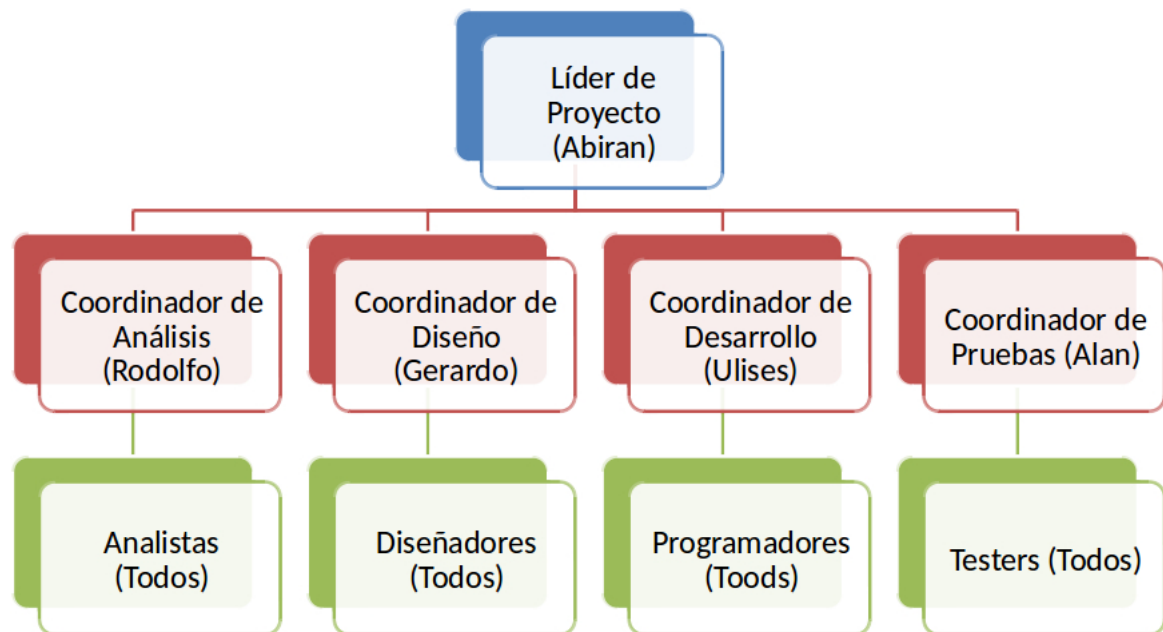 Líder de
Proyecto
(Abiran)
Coordinador de
Análisis
(Rodolfo)
Coordinador de
Diseño
(Gerardo)
Coordinador de
Desarrollo
(Ulises)
Coordinador de
Pruebas (Alan)
Analistas
(Todos)
Diseñadores
(Todos)
Programadores
(Toods)
Testers (Todos)